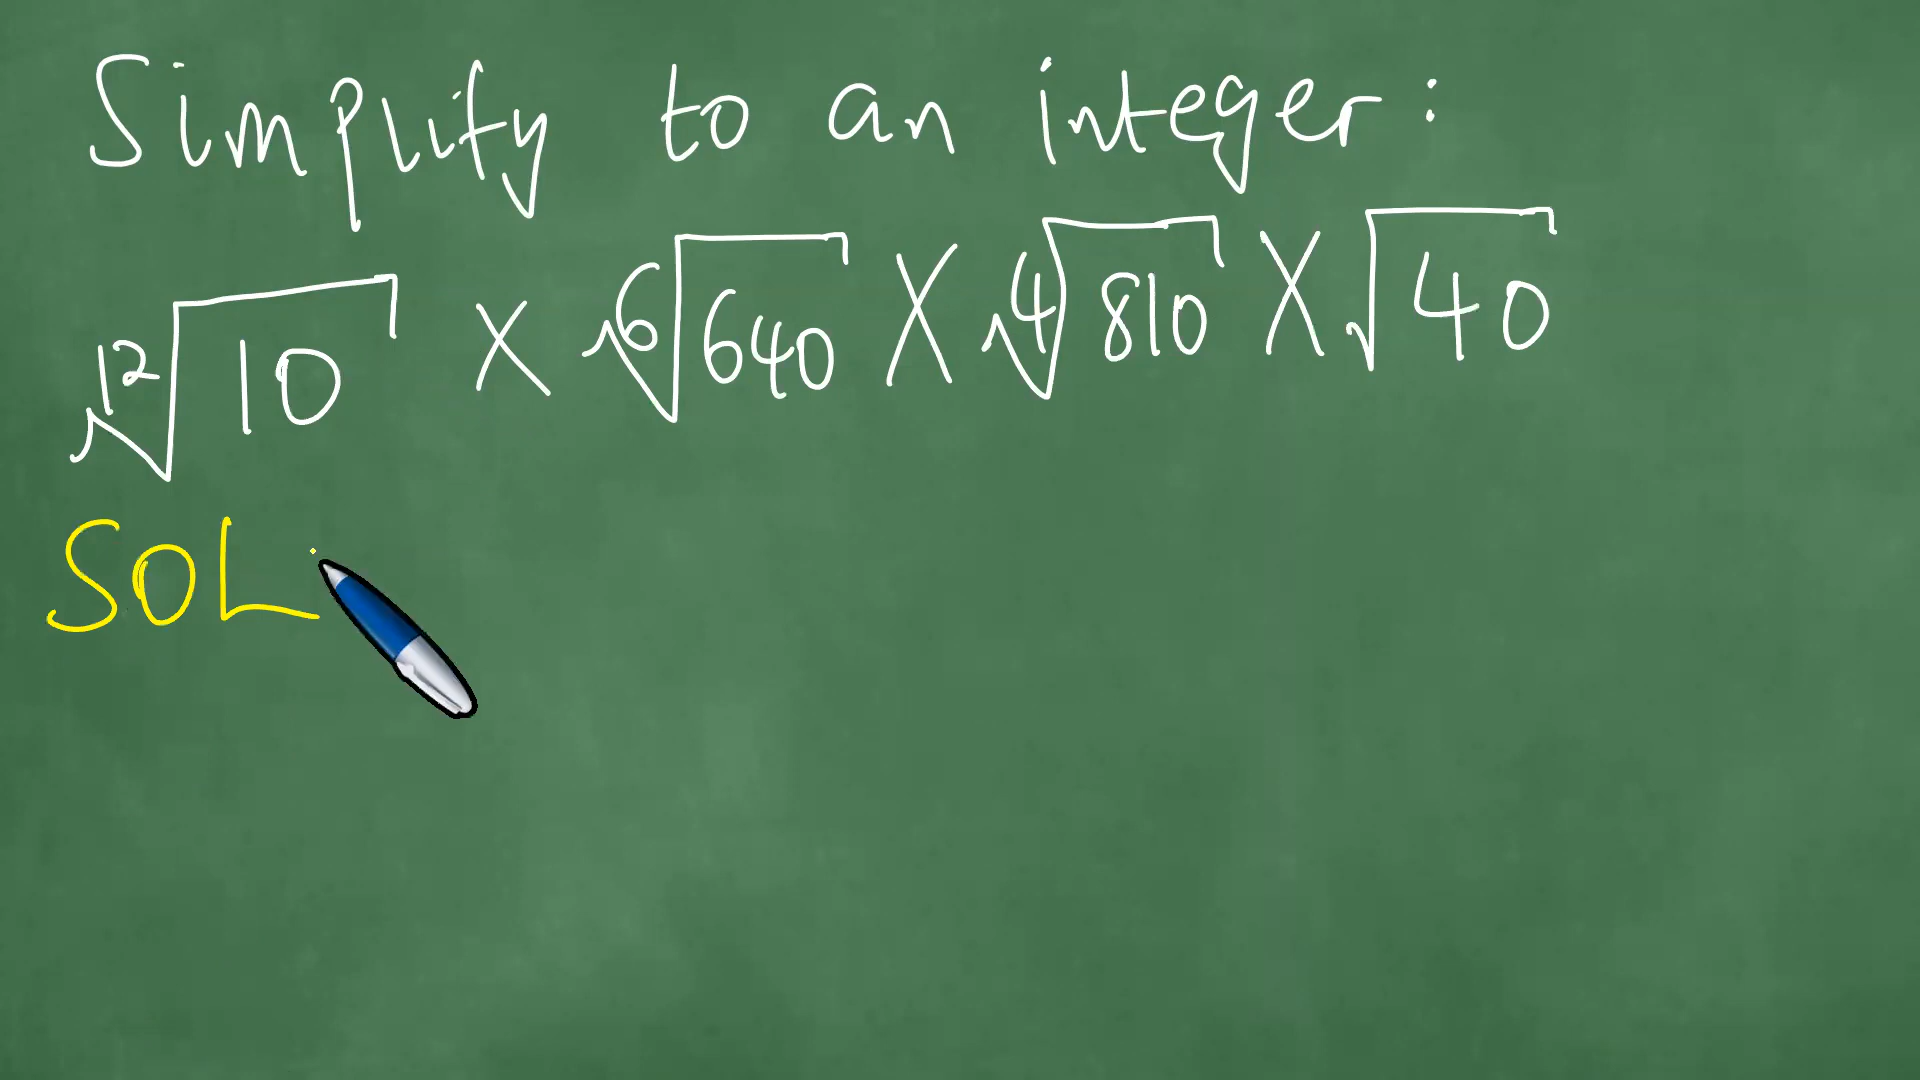 Simplify to an integer:
¹²√10 X ⁶√640 X ⁴√810 X √40
SOL